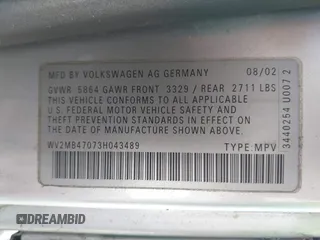 MFD BY VOLKSWAGEN AG GERMANY 08/02
GVWR 5864 GAWR FRONT 3329 / REAR 2711 LBS
THIS VEHICLE CONFORMS TO ALL APPLICABLE
U.S. FEDERAL MOTOR VEHICLE SAFETY AND
THEFT PREVENTION STANDARDS IN EFFECT ON
THE DATE OF MANUFACTURE SHOWN ABOVE
WV2MB47073H043489 TYPE: MPV
3440254 U007 2
DREAMBID